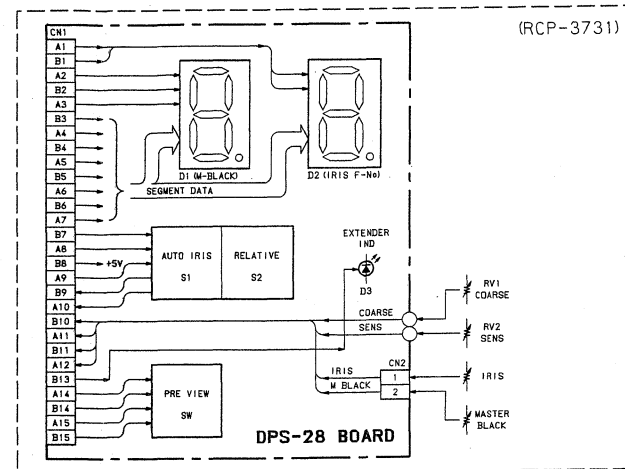 (RCP-3731)
CN1
A1
B1
A2
B2
A3
B3
A4
B4
A5
B5
A6
B6
A7
B7
A8
B8
A9
B9
A10
B10
A11
B11
A12
B13
A14
B14
A15
B15
D1 (M-BLACK)
D2 (IRIS F-No)
SEGMENT DATA
+5V
AUTO IRIS
S1
RELATIVE
S2
EXTENDER
IND
D3
COARSE
SENS
CN2
IRIS
1
M BLACK
2
RV1
COARSE
RV2
SENS
IRIS
MASTER
BLACK
PRE VIEW
SW
DPS-28 BOARD